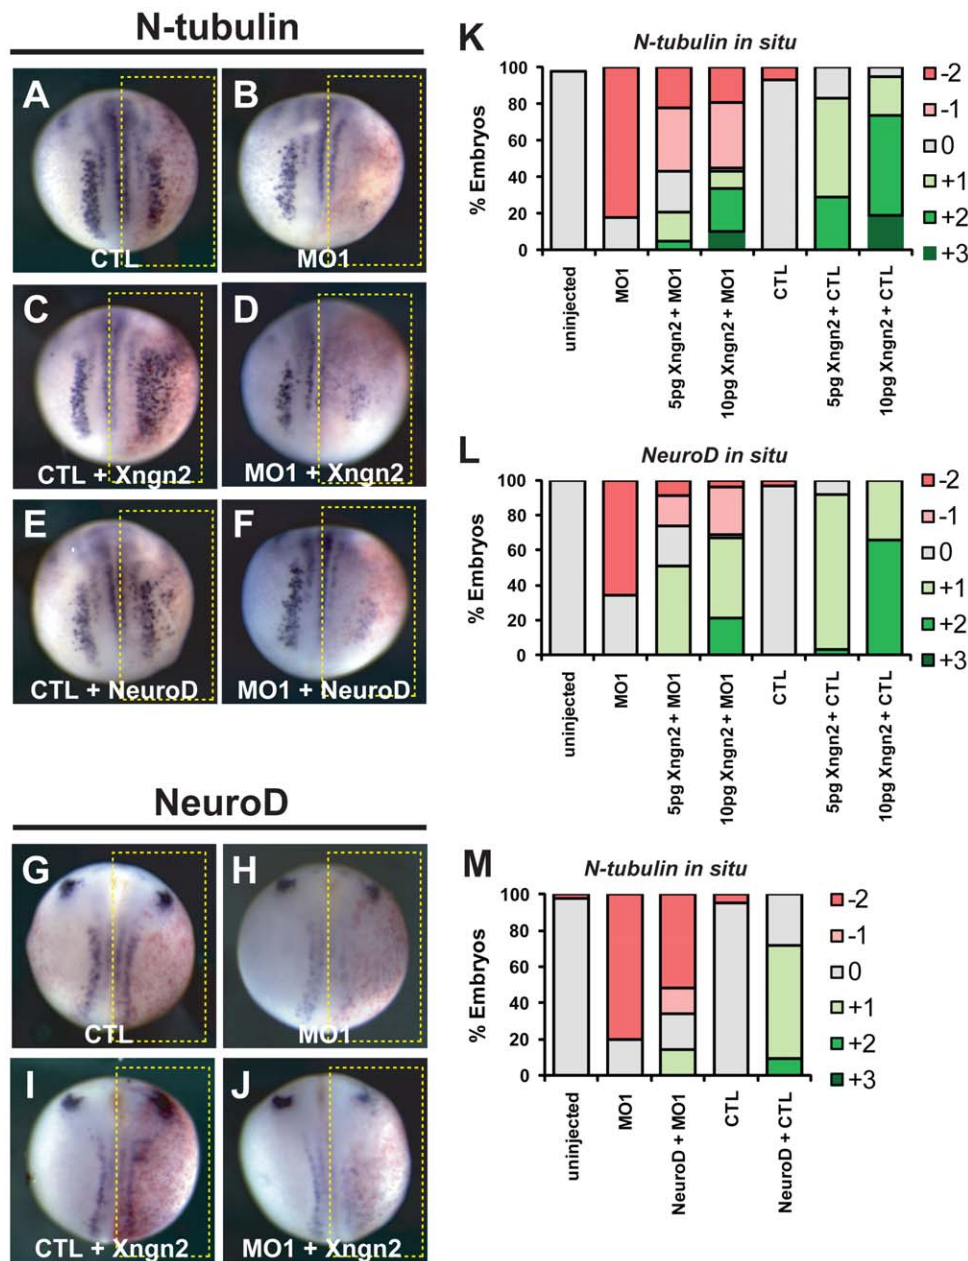 N-tubulin
A
CTL
B
MO1
C
CTL + Xngn2
D
MO1 + Xngn2
E
CTL + NeuroD
F
MO1 + NeuroD
NeuroD
G
CTL
H
MO1
I
CTL + Xngn2
J
MO1 + Xngn2
K
N-tubulin in situ
% Embryos
100
80
60
40
20
0
uninjected
MO1
5pg Xngn2 + MO1
10pg Xngn2 + MO1
CTL
5pg Xngn2 + CTL
10pg Xngn2 + CTL
-2
-1
0
+1
+2
+3
L
NeuroD in situ
% Embryos
100
80
60
40
20
0
uninjected
MO1
5pg Xngn2 + MO1
10pg Xngn2 + MO1
CTL
5pg Xngn2 + CTL
10pg Xngn2 + CTL
-2
-1
0
+1
+2
+3
M
N-tubulin in situ
% Embryos
100
80
60
40
20
0
uninjected
MO1
NeuroD + MO1
CTL
NeuroD + CTL
-2
-1
0
+1
+2
+3